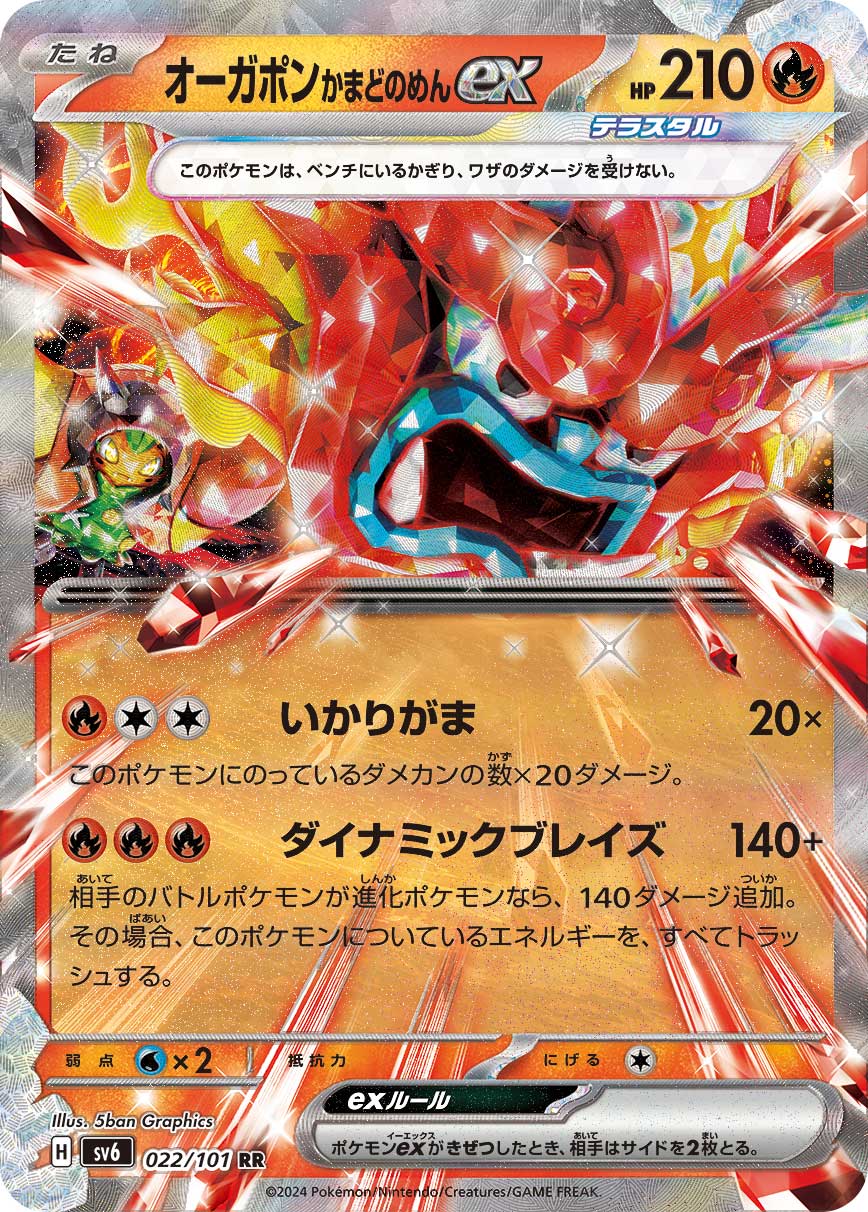 たね
オーガポン かまどのめん ex
HP 210
テラスタル
このポケモンは、ベンチにいるかぎり、ワザのダメージを受けない。
いかりがま 20×
このポケモンにのっているダメカンの数×20ダメージ。
ダイナミックブレイズ 140+
相手のバトルポケモンが進化ポケモンなら、140ダメージ追加。
その場合、このポケモンについているエネルギーを、すべてトラッ
シュする。
弱点 ×2 抵抗力 にげる
exルール
ポケモンexがきぜつしたとき、相手はサイドを2枚とる。
Illus. 5ban Graphics
H sv6 022/101 RR
©2024 Pokémon/Nintendo/Creatures/GAME FREAK.